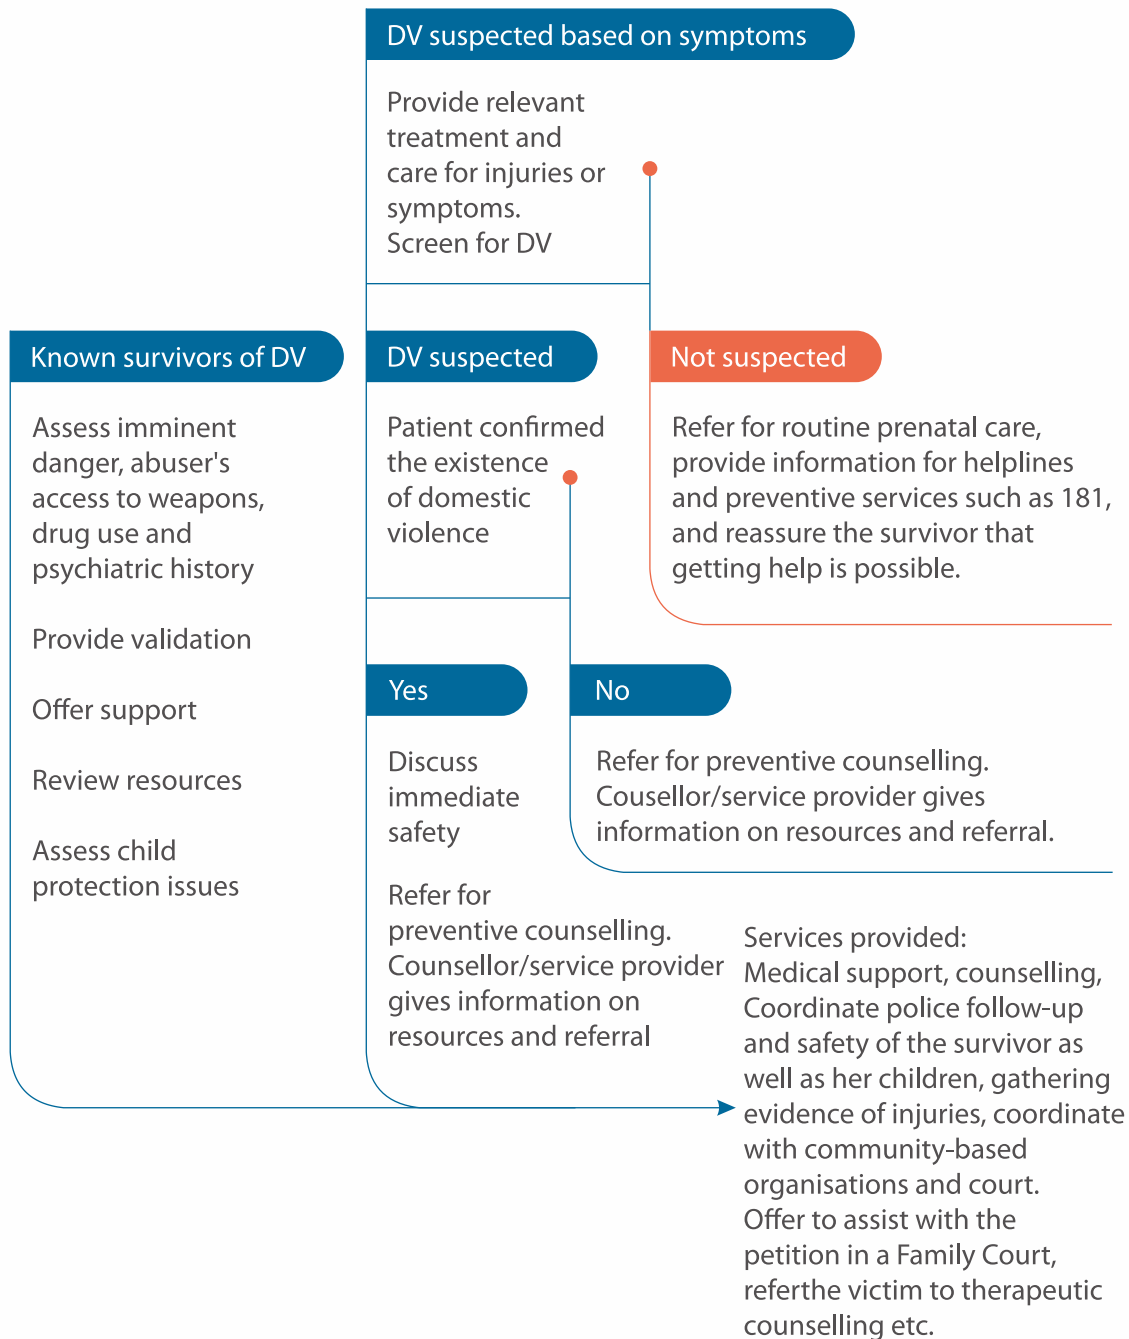 DV suspected based on symptoms
Provide relevant
treatment and
care for injuries or
symptoms.
Screen for DV
Known survivors of DV
Assess imminent
danger, abuser's
access to weapons,
drug use and
psychiatric history
Provide validation
Offer support
Review resources
Assess child
protection issues
DV suspected
Patient confirmed
the existence
of domestic
violence
Not suspected
Refer for routine prenatal care,
provide information for helplines
and preventive services such as 181,
and reassure the survivor that
getting help is possible.
Yes
Discuss
immediate
safety
Refer for
preventive counselling.
Counsellor/service provider
gives information on
resources and referral
No
Refer for preventive counselling.
Cousellor/service provider gives
information on resources and referral.
Services provided:
Medical support, counselling,
Coordinate police follow-up
and safety of the survivor as
well as her children, gathering
evidence of injuries, coordinate
with community-based
organisations and court.
Offer to assist with the
petition in a Family Court,
referthe victim to therapeutic
counselling etc.